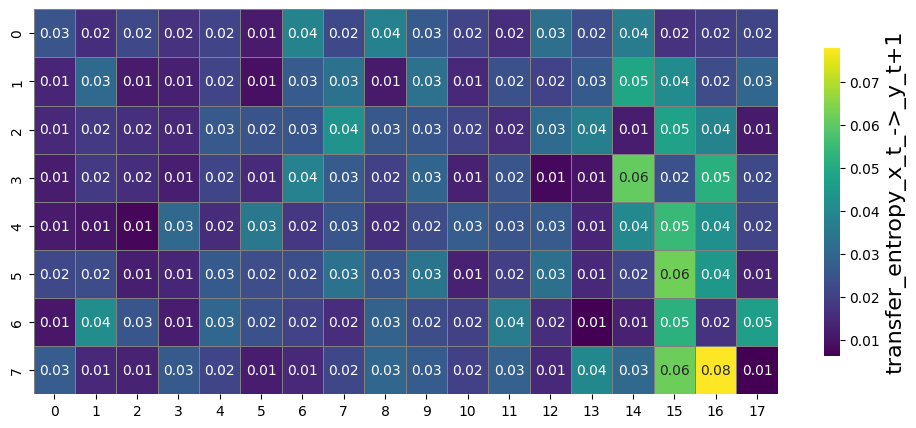 0 0.03 0.02 0.02 0.02 0.02 0.01 0.04 0.02 0.04 0.03 0.02 0.02 0.03 0.02 0.04 0.02 0.02 0.02
1 0.01 0.03 0.01 0.01 0.02 0.01 0.03 0.03 0.01 0.03 0.01 0.02 0.02 0.03 0.05 0.04 0.02 0.03
2 0.01 0.02 0.02 0.01 0.03 0.02 0.03 0.04 0.03 0.03 0.02 0.02 0.03 0.04 0.01 0.05 0.04 0.01
3 0.01 0.02 0.02 0.01 0.02 0.01 0.04 0.03 0.02 0.03 0.01 0.02 0.01 0.01 0.06 0.02 0.05 0.02
4 0.01 0.01 0.01 0.03 0.02 0.03 0.02 0.03 0.02 0.02 0.03 0.03 0.03 0.01 0.04 0.05 0.04 0.02
5 0.02 0.02 0.01 0.01 0.03 0.02 0.02 0.03 0.03 0.03 0.01 0.02 0.03 0.01 0.02 0.06 0.04 0.01
6 0.01 0.04 0.03 0.01 0.03 0.02 0.02 0.02 0.03 0.02 0.02 0.04 0.02 0.01 0.01 0.05 0.02 0.05
7 0.03 0.01 0.01 0.03 0.02 0.01 0.01 0.02 0.03 0.03 0.02 0.03 0.01 0.04 0.03 0.06 0.08 0.01
0 1 2 3 4 5 6 7 8 9 10 11 12 13 14 15 16 17
0.07
0.06
0.05
0.04
0.03
0.02
0.01
transfer_entropy_x_t_->_y_t+1